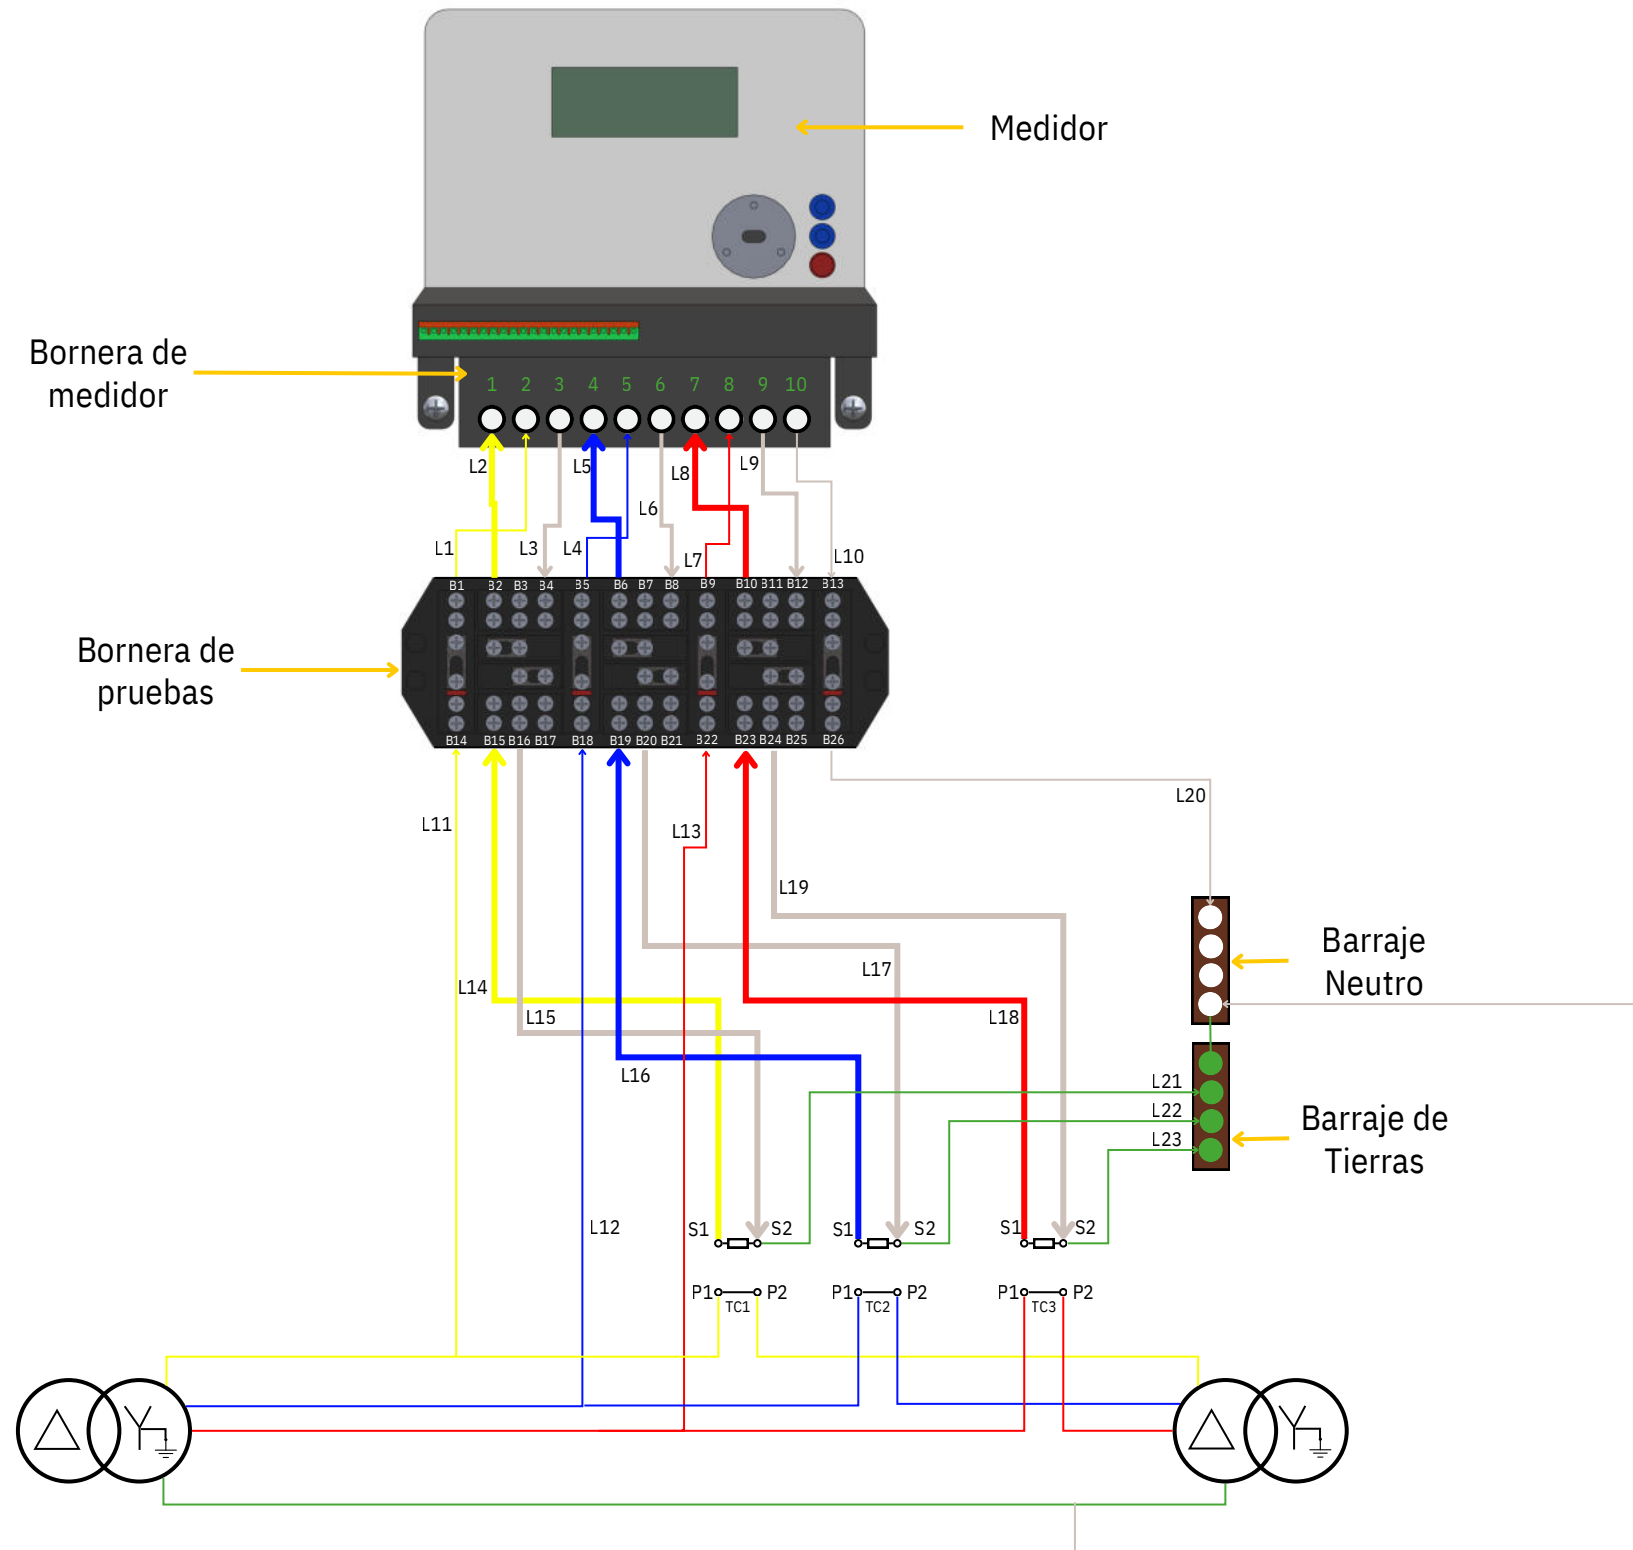 Medidor
Bornera de
medidor
1 2 3 4 5 6 7 8 9 10
L2 L5 L8 L9
L6
L1 L3 L4 L7 L10
B1 B2 B3 B4 B5 B6 B7 B8 B9 B10 B11 B12 B13
Bornera de
pruebas
B14 B15 B16 B17 B18 B19 B20 B21 B22 B23 B24 B25 B26
L20
L11 L13
L19
Barraje
Neutro
L17
L14
L15 L18
L16
L21
L22
L23
Barraje de
Tierras
L12
S1 S2 S1 S2 S1 S2
P1 P2 P1 P2 P1 P2
TC1 TC2 TC3